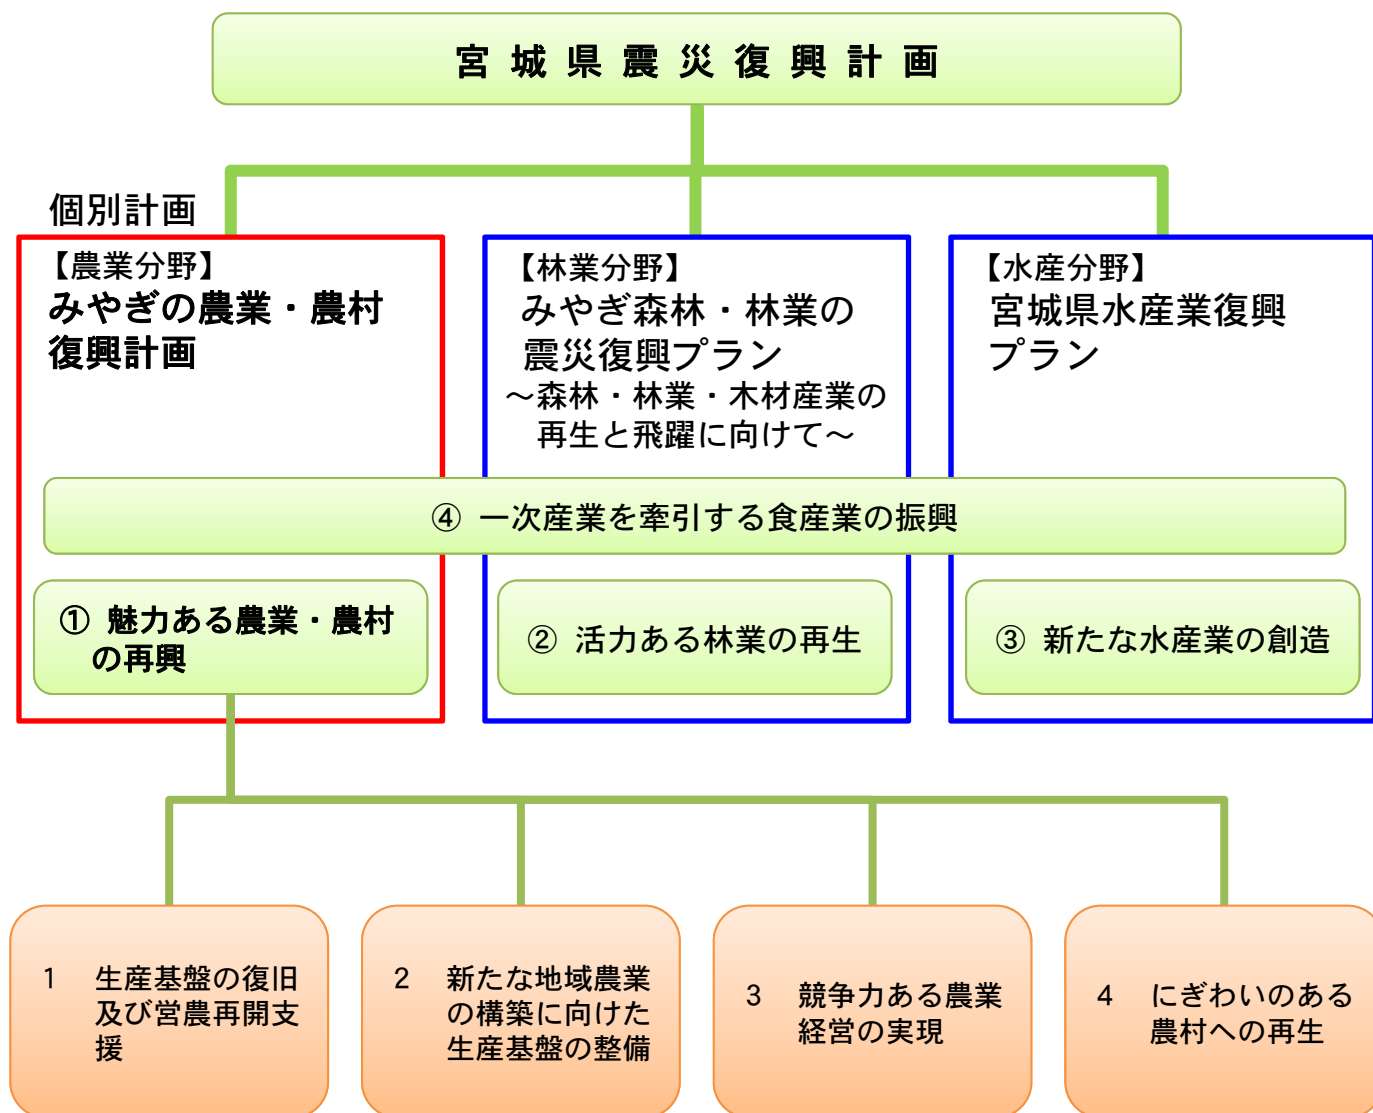 宮城県震災復興計画
個別計画
【農業分野】
みやぎの農業・農村
復興計画
【林業分野】
みやぎ森林・林業の
震災復興プラン
～森林・林業・木材産業の
再生と飛躍に向けて～
【水産分野】
宮城県水産業復興
プラン
④ 一次産業を牽引する食産業の振興
① 魅力ある農業・農村
の再興
② 活力ある林業の再生
③ 新たな水産業の創造
1 生産基盤の復旧
及び営農再開支
援
2 新たな地域農業
の構築に向けた
生産基盤の整備
3 競争力ある農業
経営の実現
4 にぎわいのある
農村への再生